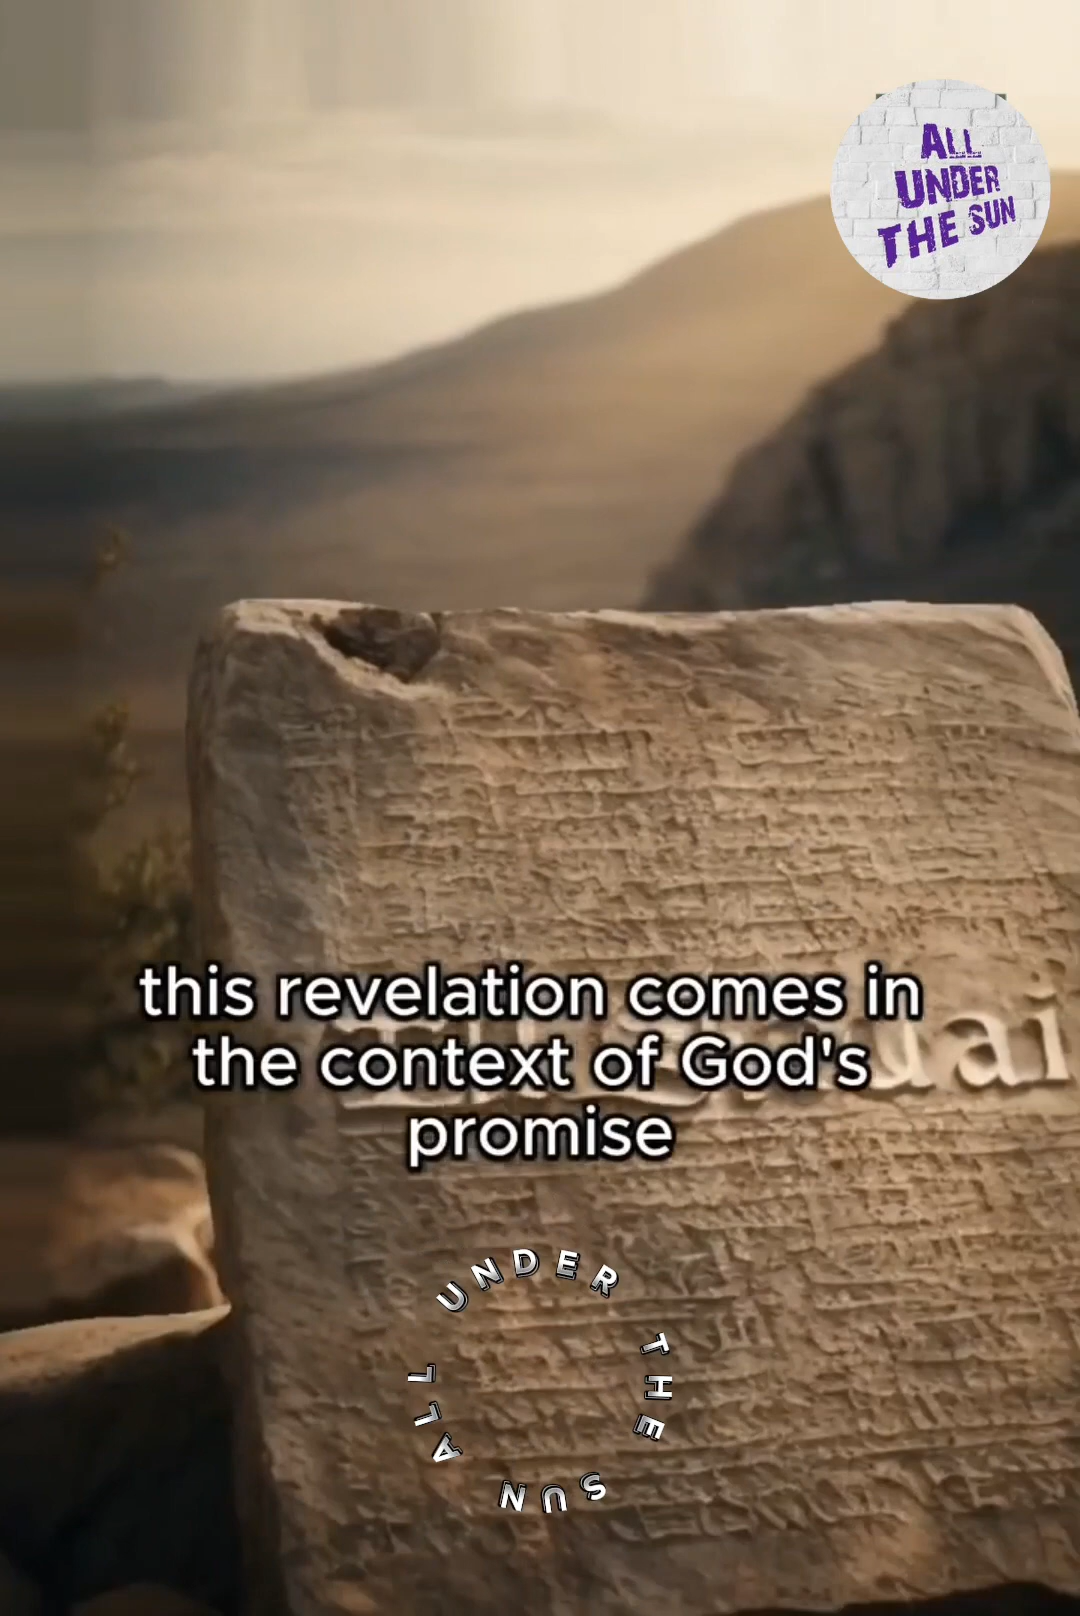 ALL
UNDER
THE SUN
this revelation comes in
the context of God's
promise
ALL UNDER THE SUN